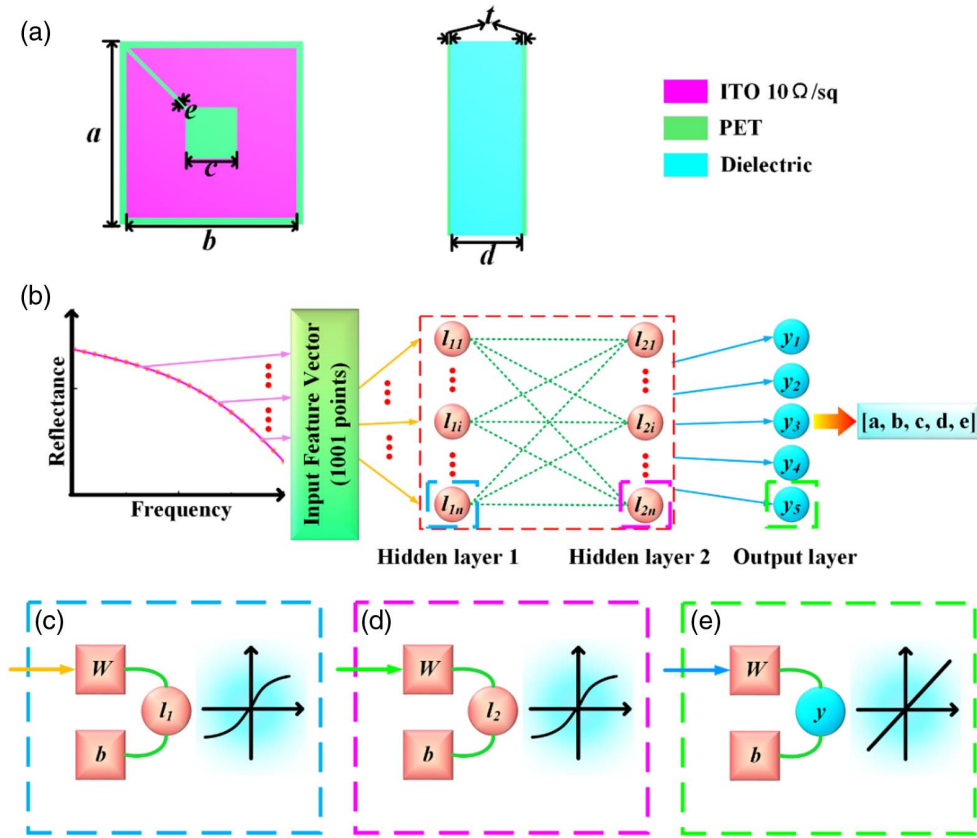 (a)
t
a
e
c
b
d
ITO 10Ω/sq
PET
Dielectric
(b)
Reflectance
Frequency
Input Feature Vector
(1001 points)
l11
l1i
l1n
l21
l2i
l2n
y1
y2
y3
y4
y5
[a, b, c, d, e]
Hidden layer 1
Hidden layer 2
Output layer
(c)
W
l1
b
(d)
W
l2
b
(e)
W
y
b